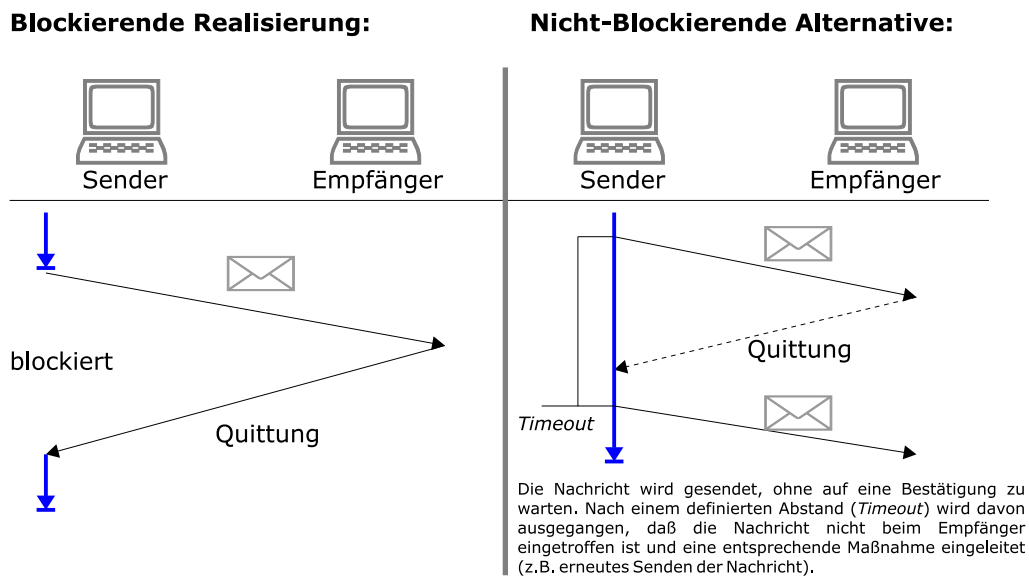 Blockierende Realisierung:
Sender
Empfänger
blockiert
Quittung
Nicht-Blockierende Alternative:
Sender
Empfänger
Quittung
Timeout
Die Nachricht wird gesendet, ohne auf eine Bestätigung zu
warten. Nach einem definierten Abstand (Timeout) wird davon
ausgegangen, daß die Nachricht nicht beim Empfänger
eingetroffen ist und eine entsprechende Maßnahme eingeleitet
(z.B. erneutes Senden der Nachricht).